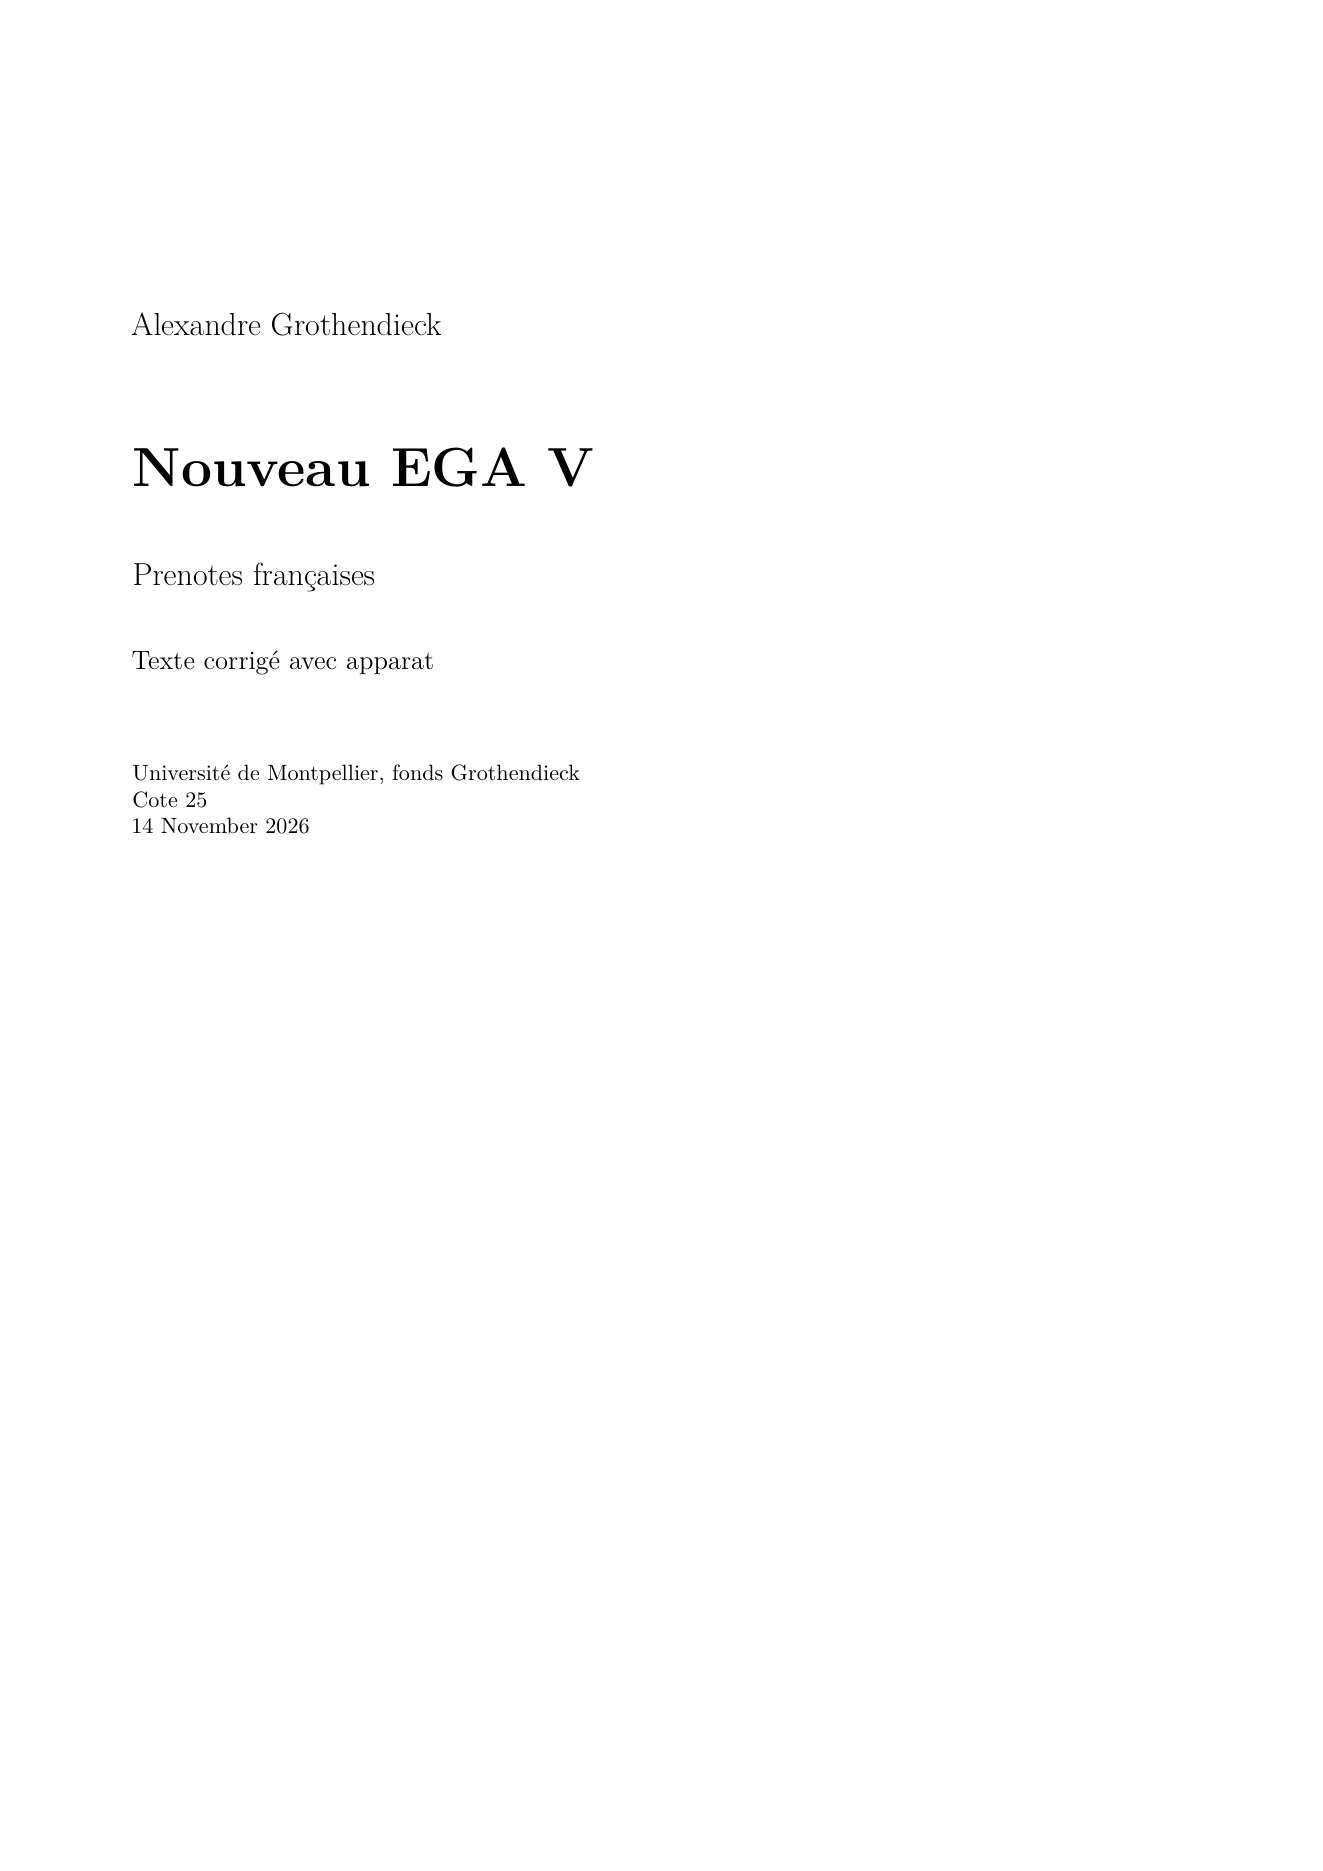 Alexandre Grothendieck
Nouveau EGA V
Prenotes françaises
Texte corrigé avec apparat
Université de Montpellier, fonds Grothendieck
Cote 25
14 November 2026